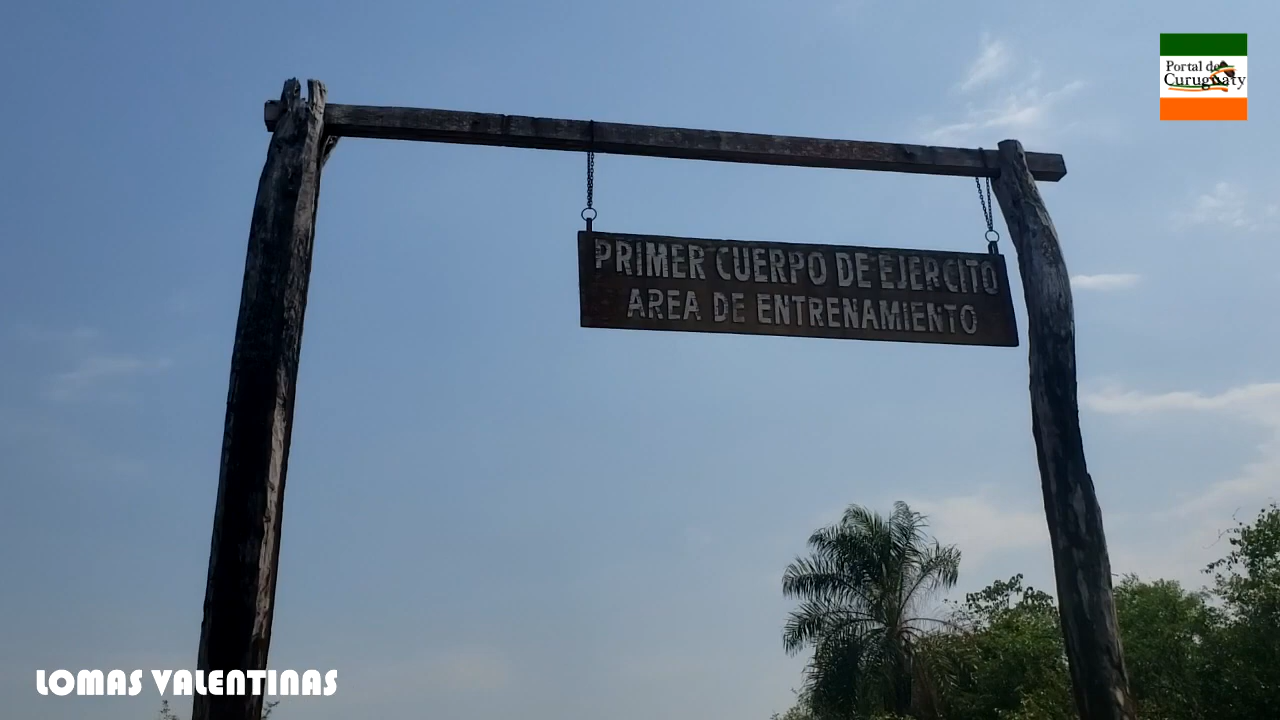 Portal de
Curuguaty
PRIMER CUERPO DE EJERCITO
AREA DE ENTRENAMIENTO
LOMAS VALENTINAS